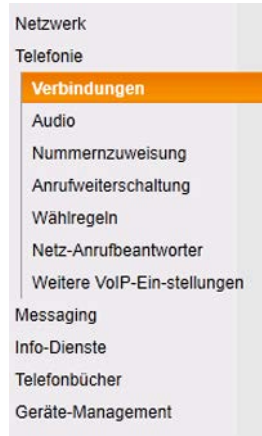 Netzwerk
Telefonie
Verbindungen
Audio
Nummernzuweisung
Anrufweiterschaltung
Wählregeln
Netz-Anrufbeantworter
Weitere VoIP-Ein-stellungen
Messaging
Info-Dienste
Telefonbücher
Geräte-Management